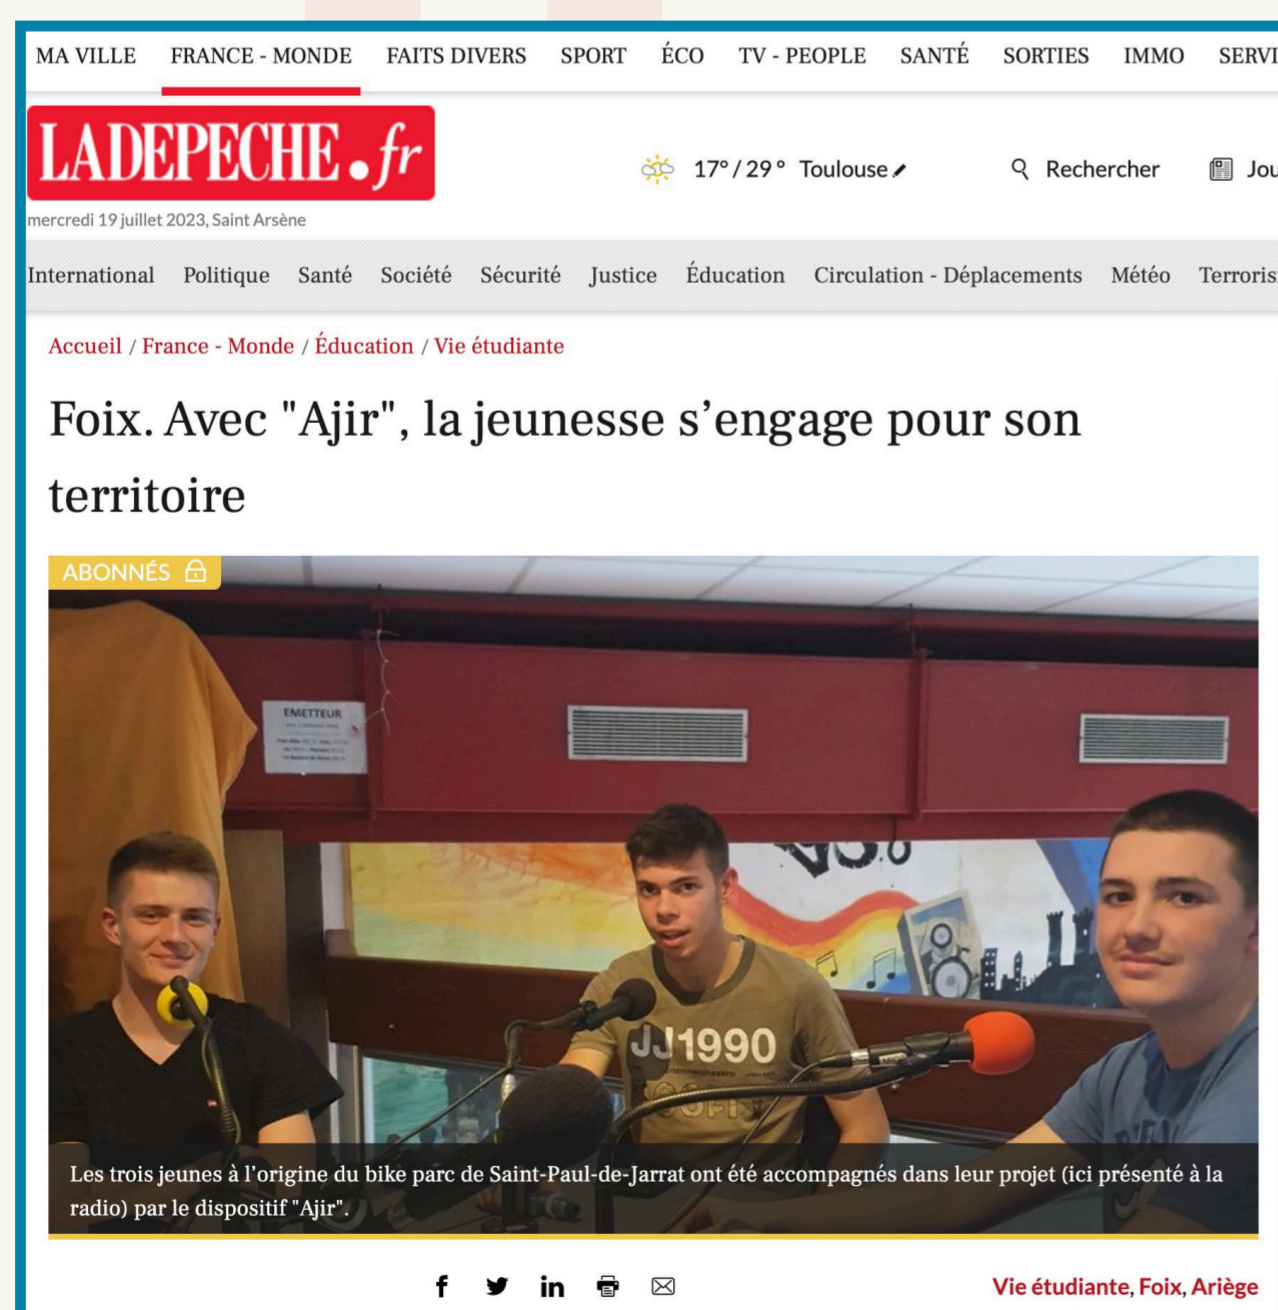 MA VILLE FRANCE - MONDE FAITS DIVERS SPORT ÉCO TV - PEOPLE SANTÉ SORTIES IMMO SERVI
LADEPECHE.fr
17° / 29° Toulouse Rechercher Jou
mercredi 19 juillet 2023, Saint Arsène
International Politique Santé Société Sécurité Justice Éducation Circulation - Déplacements Météo Terroris
Accueil / France - Monde / Éducation / Vie étudiante
Foix. Avec "Ajir", la jeunesse s’engage pour son
territoire
ABONNÉS
EMETTEUR
JJ1990
Les trois jeunes à l’origine du bike parc de Saint-Paul-de-Jarrat ont été accompagnés dans leur projet (ici présenté à la
radio) par le dispositif "Ajir".
Vie étudiante, Foix, Ariège